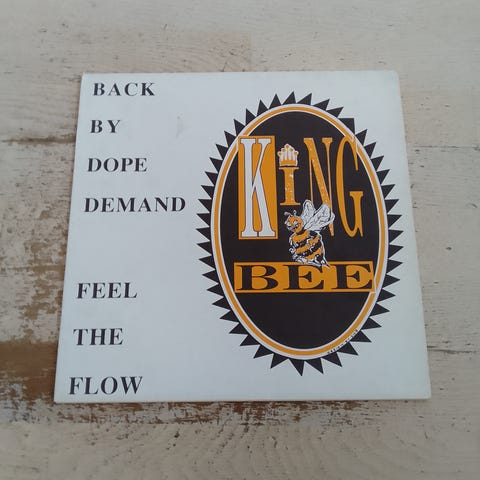 BACK
BY
DOPE
DEMAND
FEEL
THE
FLOW
KiNG
BEE